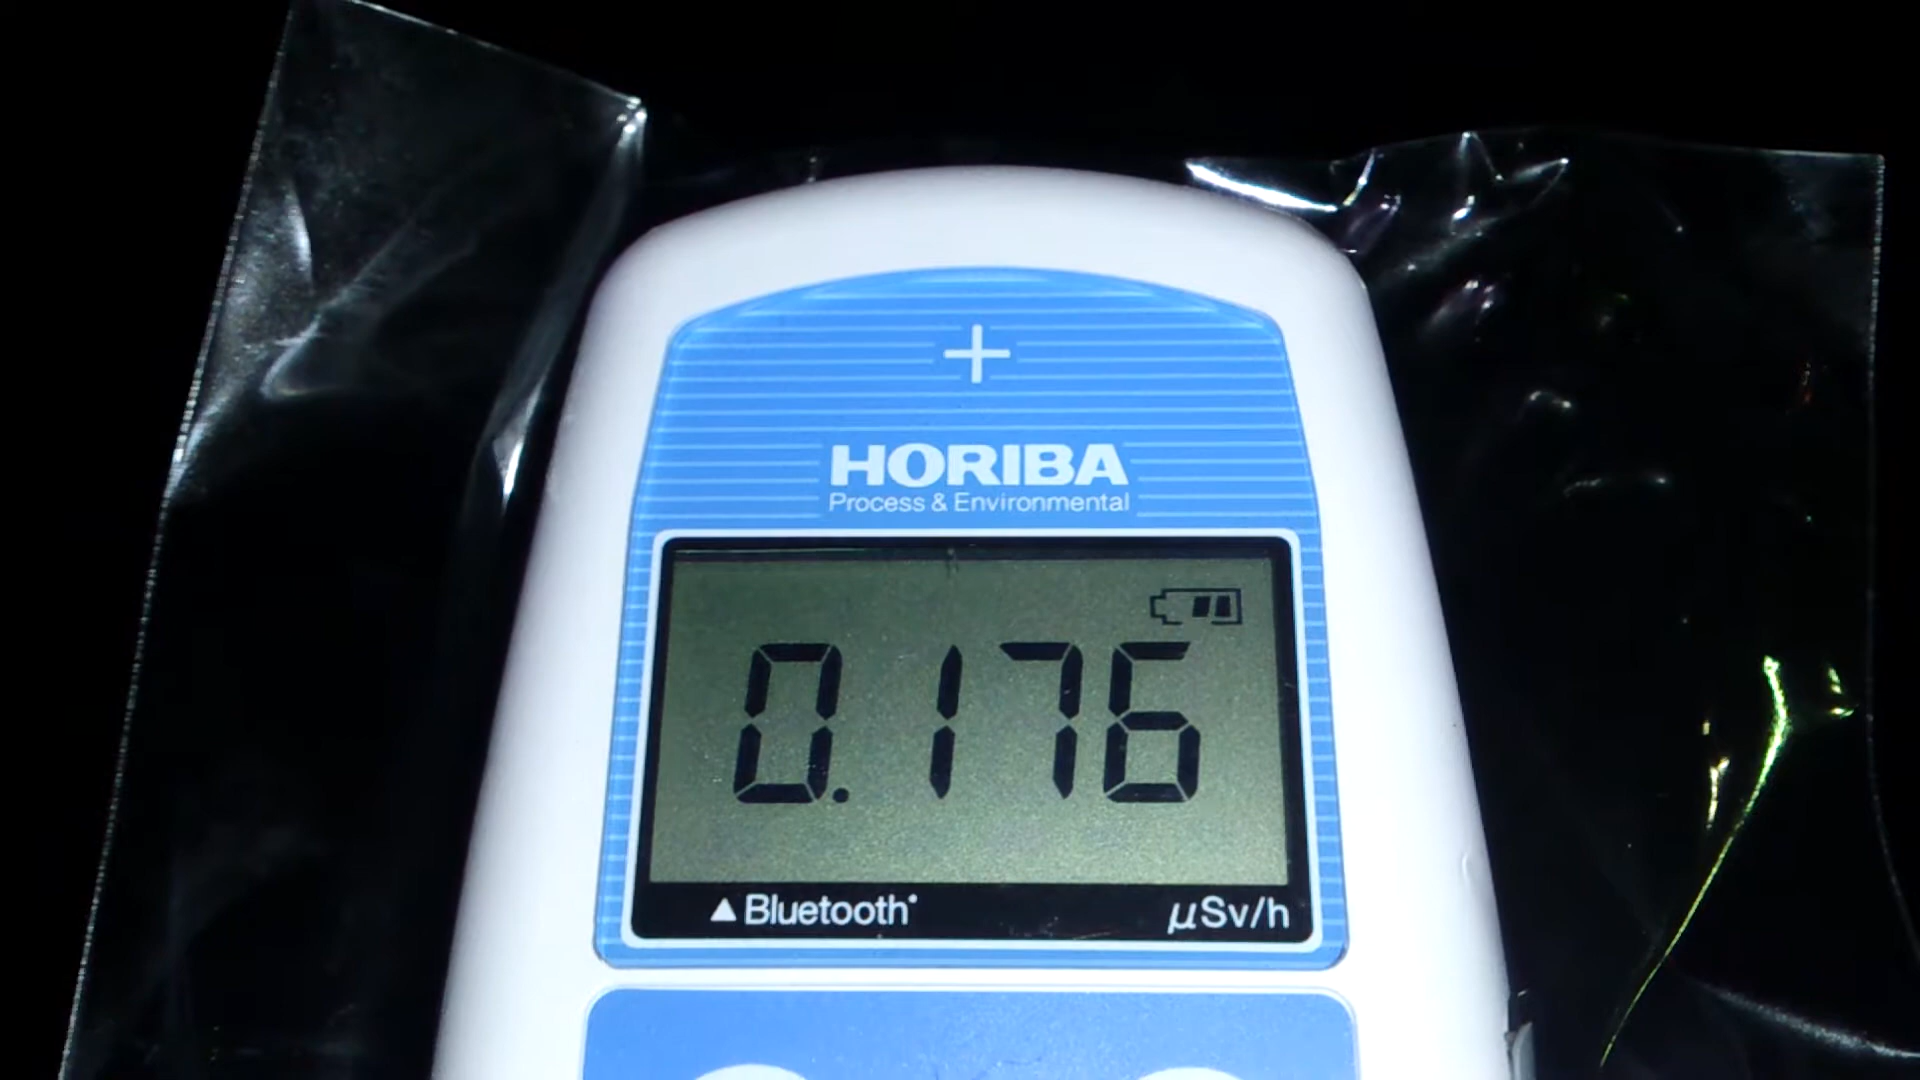 HORIBA
Process & Environmental
0.176
▲Bluetooth
μSv/h